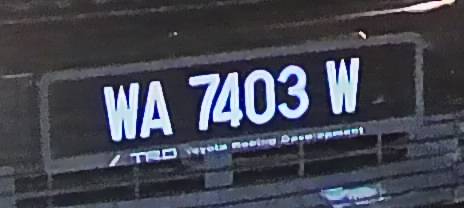 WA 7403 W
TRD Toyota Racing Development